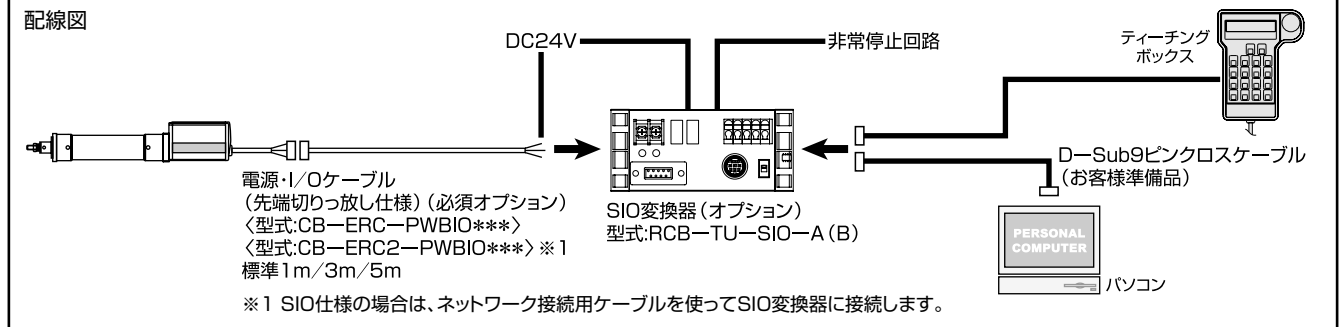 配線図
DC24V
非常停止回路
ティーチング
ボックス
D－Sub9ピンクロスケーブル
（お客様準備品）
電源・I/Oケーブル
（先端切りっ放し仕様）（必須オプション）
〈型式:CB－ERC－PWBIO***〉
〈型式:CB－ERC2－PWBIO***〉※1
標準1m/3m/5m
SIO変換器（オプション）
型式:RCB－TU－SIO－A（B）
PERSONAL
COMPUTER
パソコン
※1 SIO仕様の場合は、ネットワーク接続用ケーブルを使ってSIO変換器に接続します。